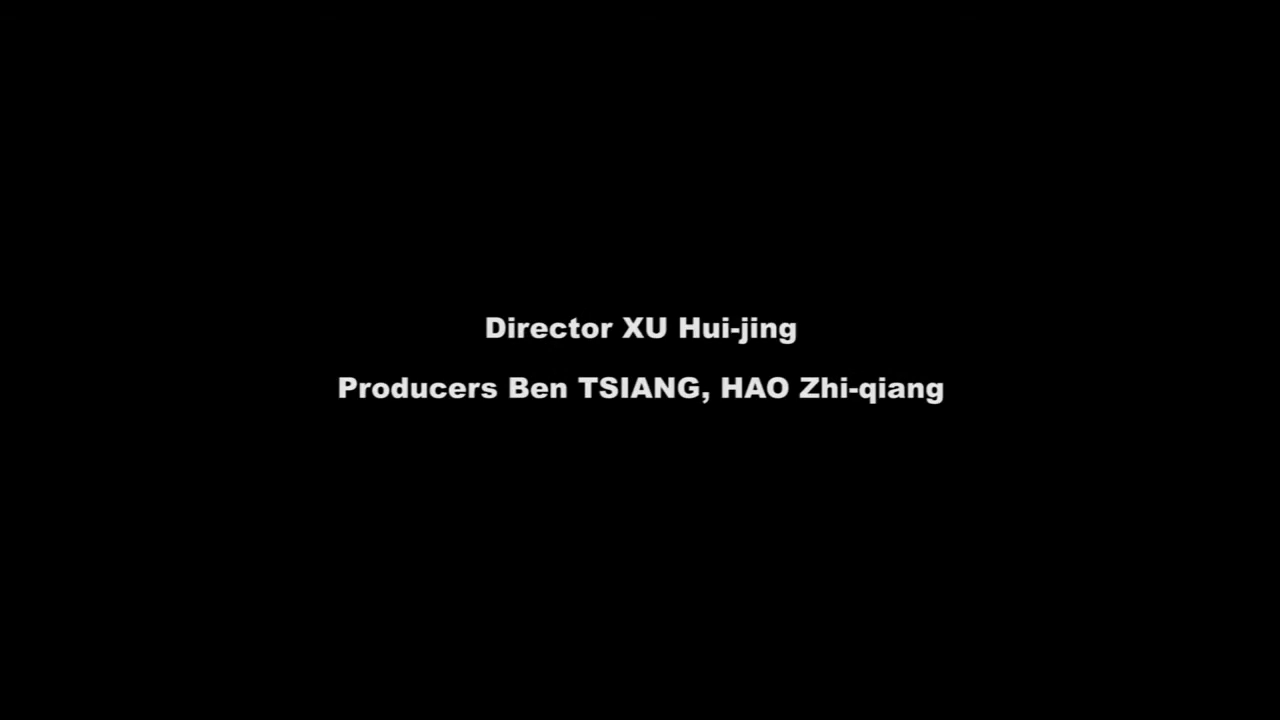 Director XU Hui-jing
Producers Ben TSIANG, HAO Zhi-qiang